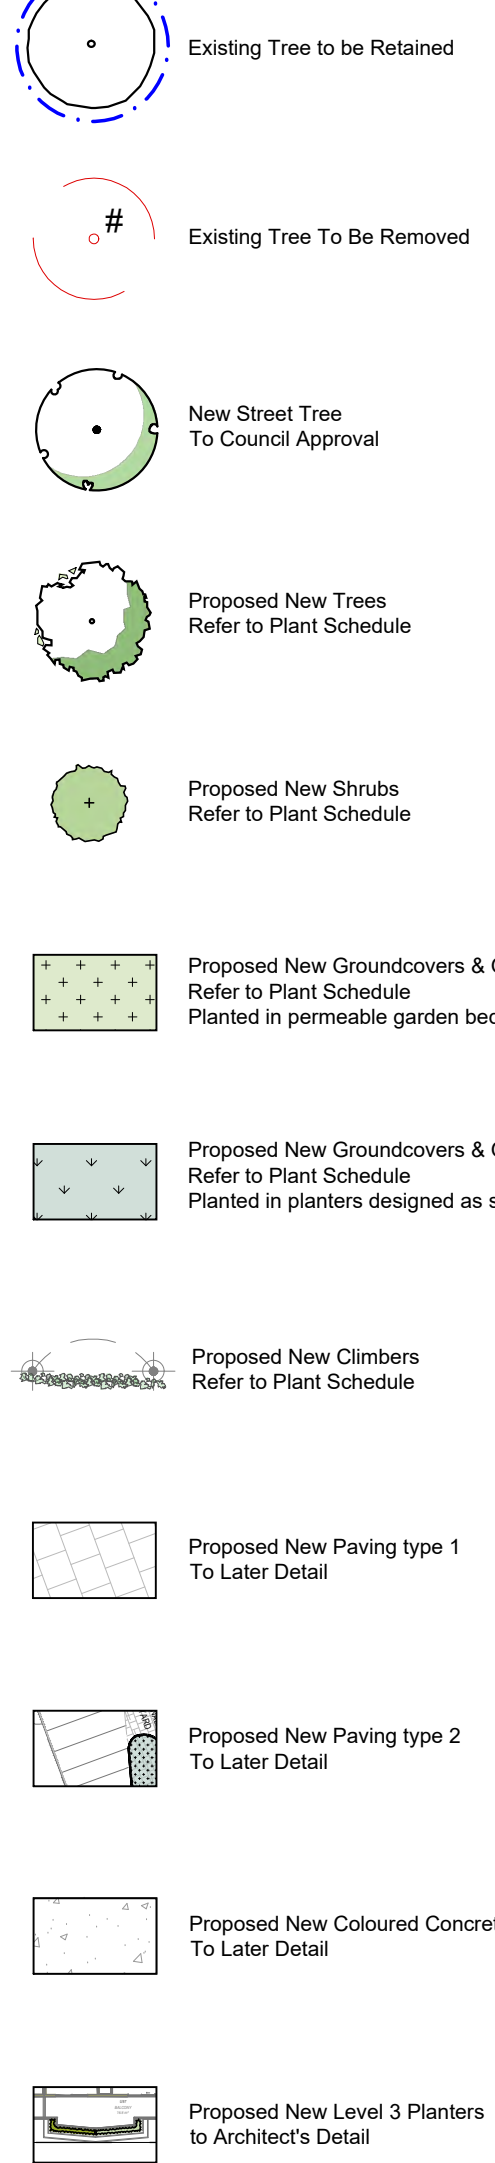 Existing Tree to be Retained
#
Existing Tree To Be Removed
New Street Tree
To Council Approval
Proposed New Trees
Refer to Plant Schedule
Proposed New Shrubs
Refer to Plant Schedule
Proposed New Groundcovers &
Refer to Plant Schedule
Planted in permeable garden
Proposed New Groundcovers &
Refer to Plant Schedule
Planted in planters designed as
Proposed New Climbers
Refer to Plant Schedule
Proposed New Paving type 1
To Later Detail
Proposed New Paving type 2
To Later Detail
Proposed New Coloured
To Later Detail
BALCONY
Proposed New Level 3 Planters
to Architect's Detail